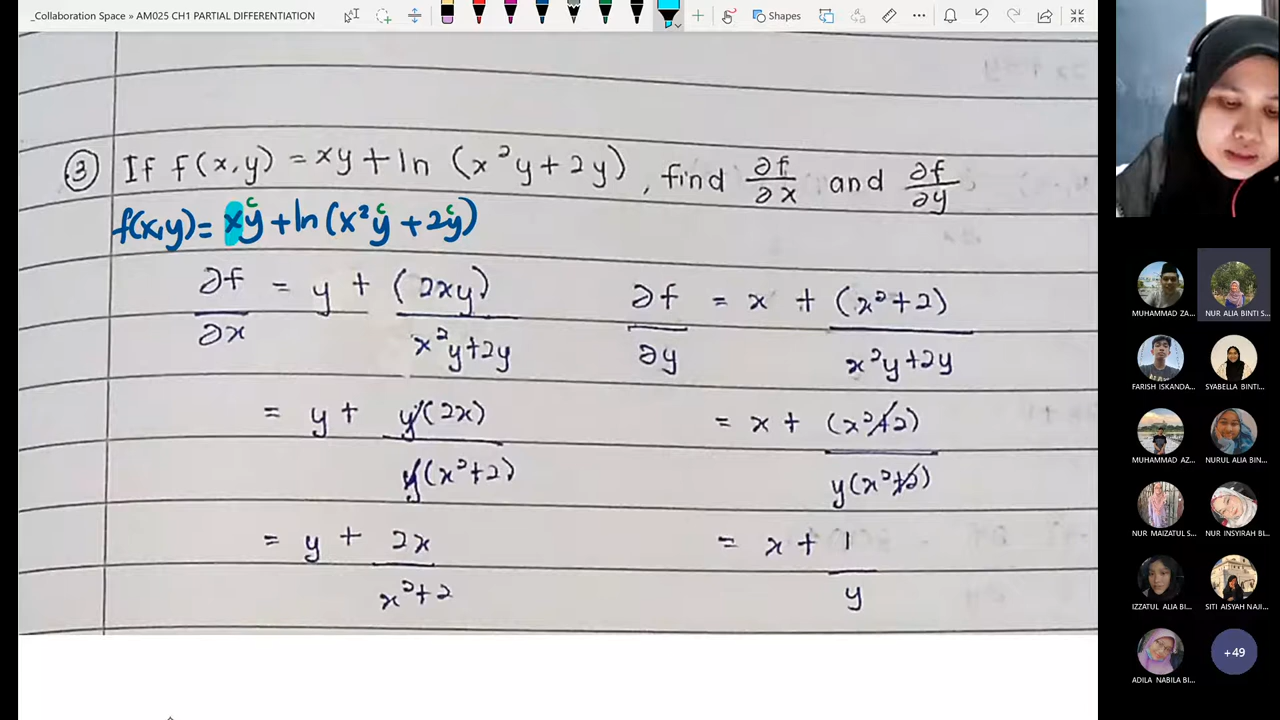 _Collaboration Space » AM025 CH1 PARTIAL DIFFERENTIATION
Shapes
③ If f(x,y) = xy + ln (x²y + 2y), find ∂f/∂x and ∂f/∂y
f(x,y) = xy^c + ln (x²y^c + 2y^c)
∂f/∂x = y + (2xy)/(x²y+2y)
= y + y(2x)/y(x²+2)
= y + 2x/(x²+2)
∂f/∂y = x + (x²+2)/(x²y+2y)
= x + (x²+2)/y(x²+2)
= x + 1/y
MUHAMMAD ZA...
NUR ALIA BINTI S...
FARISH ISKANDA...
SYABELLA BINTI...
MUHAMMAD AZ...
NURUL ALIA BIN...
NUR MAIZATUL S...
NUR INSYIRAH BI...
IZZATUL ALIA BI...
SITI AISYAH NAJI...
ADILA NABILA BI...
+49